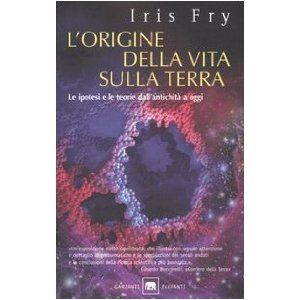 Iris Fry
L'ORIGINE
DELLA VITA
SULLA TERRA
Le ipotesi e le teorie dall'antichità a oggi
«Un'esposizione molto equilibrata, che illustra con uguale attenzione
e dettaglio le problematiche e le speculazioni dei secoli andati
e le conclusioni della ricerca scientifica più avanzata.»
Edoardo Boncinelli, «Corriere della Sera»
GARZANTI
ELEFANTI